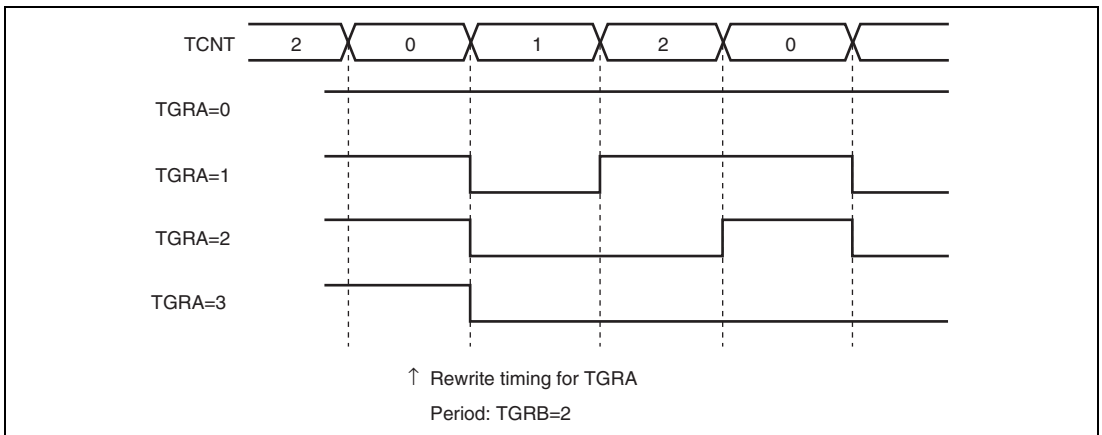 TCNT 2 0 1 2 0
TGRA=0
TGRA=1
TGRA=2
TGRA=3
↑ Rewrite timing for TGRA
Period: TGRB=2